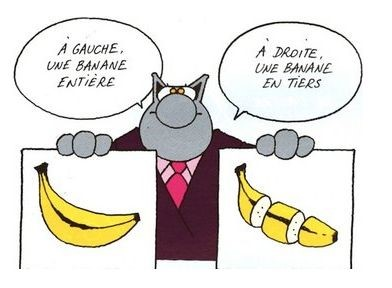 À GAUCHE,
UNE BANANE
ENTIÈRE
À DROITE,
UNE BANANE
EN TIERS